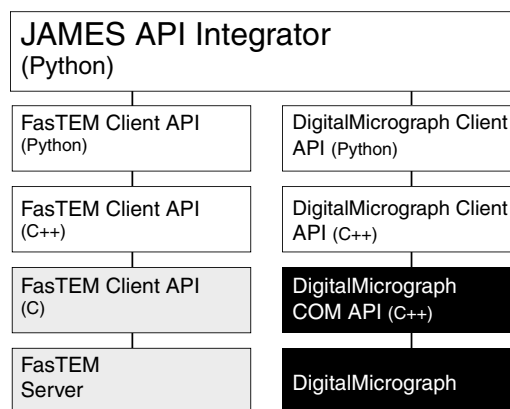 JAMES API Integrator
(Python)
FasTEM Client API
(Python)
FasTEM Client API
(C++)
FasTEM Client API
(C)
FasTEM
Server
DigitalMicrograph Client
API (Python)
DigitalMicrograph Client
API (C++)
DigitalMicrograph
COM API (C++)
DigitalMicrograph